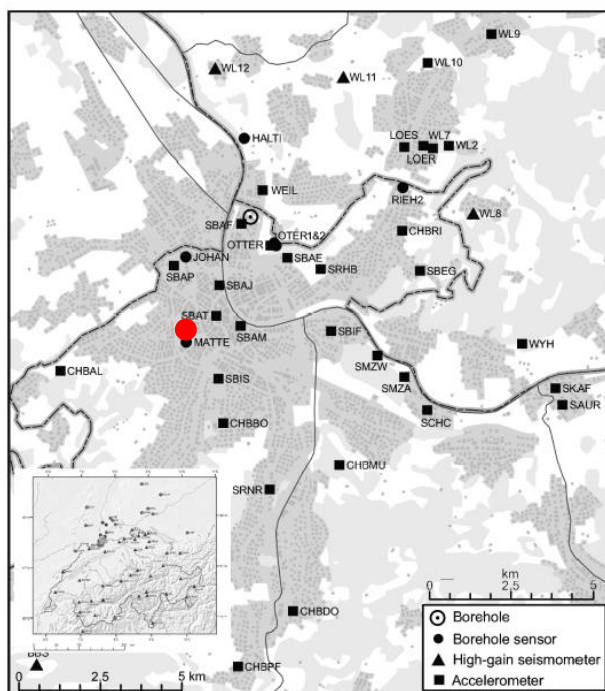 WL9
WL12
WL10
WL11
HALTI
LOES
WL7
WL2
LOER
WEIL
RIEH2
SBAF
WL8
OTER1&2
OTTER
CHBRI
JOHAN
SBAE
SBAP
SRHB
SBEG
SBAJ
SBAT
SBAM
SBIF
MATTE
WYH
SMZW
CHBAL
SBIS
SMZA
SKAF
SAUR
SCHC
CHBBO
CHBMU
SRNR
km
0
2.5
5
CHBDO
Borehole
Borehole sensor
High-gain seismometer
Accelerometer
CHBPF
0
5 km